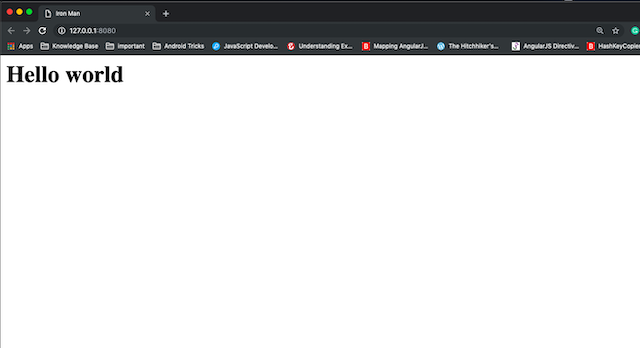 Iron Man
127.0.0.1:8080
Apps Knowledge Base important Android Tricks JavaScript Develo... Understanding Ex... Mapping AngularJ... The Hitchhiker's... AngularJS Directiv... HashKeyCopier
Hello world